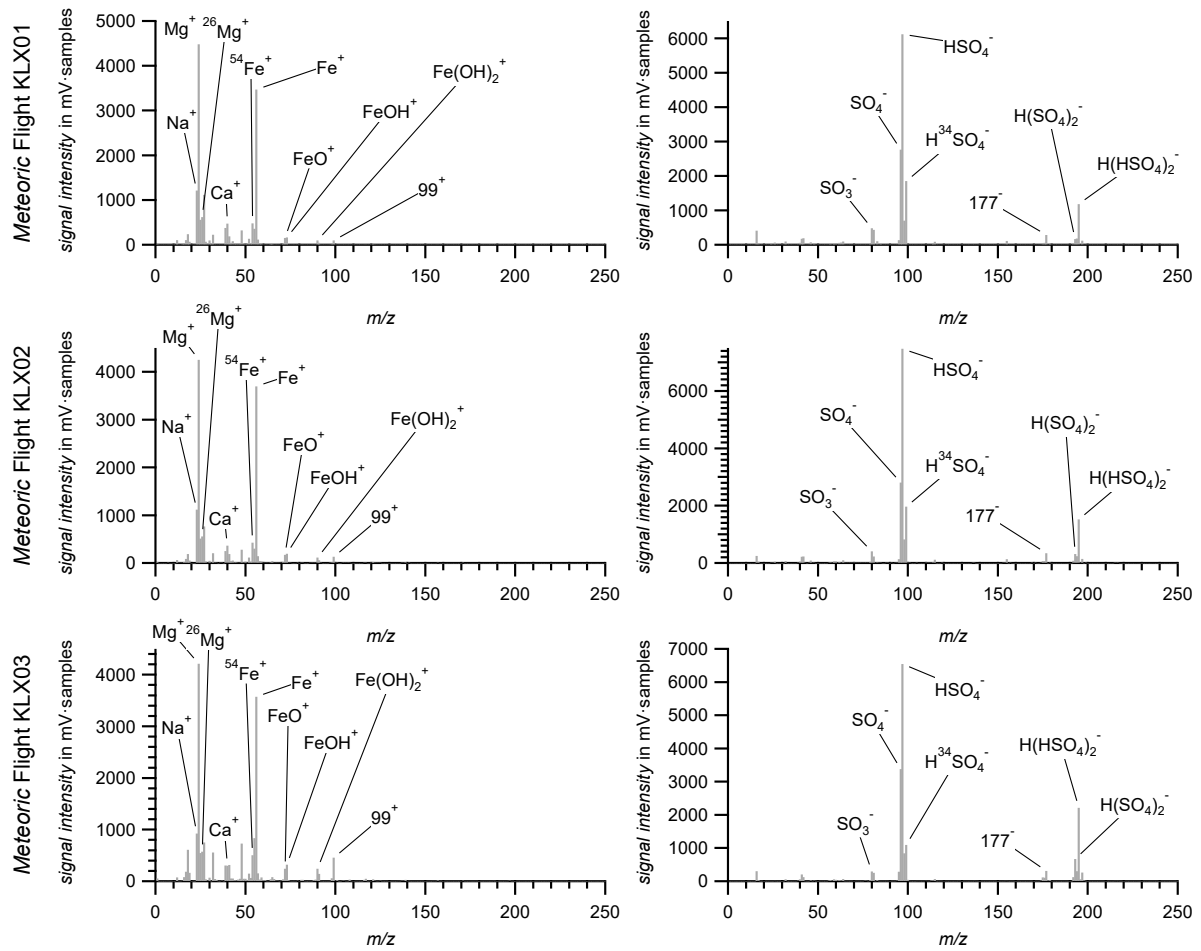 Meteoric Flight KLX01
signal intensity in mV·samples
5000
4000
3000
2000
1000
0
Mg⁺
²⁶Mg⁺
⁵⁴Fe⁺
Fe⁺
Fe(OH)₂⁺
FeOH⁺
Na⁺
FeO⁺
Ca⁺
99⁺
0 50 100 150 200 250
m/z
signal intensity in mV·samples
6000
5000
4000
3000
2000
1000
0
HSO₄⁻
SO₄⁻
H(SO₄)₂⁻
H³⁴SO₄⁻
H(HSO₄)₂⁻
SO₃⁻
177⁻
0 50 100 150 200 250
m/z
Meteoric Flight KLX02
signal intensity in mV·samples
4000
3000
2000
1000
0
²⁶Mg⁺
Mg⁺
⁵⁴Fe⁺
Fe⁺
Fe(OH)₂⁺
Na⁺
FeO⁺
FeOH⁺
Ca⁺
99⁺
0 50 100 150 200 250
m/z
signal intensity in mV·samples
6000
4000
2000
0
HSO₄⁻
SO₄⁻
H(SO₄)₂⁻
H³⁴SO₄⁻
H(HSO₄)₂⁻
SO₃⁻
177⁻
0 50 100 150 200 250
m/z
Meteoric Flight KLX03
signal intensity in mV·samples
4000
3000
2000
1000
0
Mg⁺
²⁶Mg⁺
⁵⁴Fe⁺
Fe⁺
Fe(OH)₂⁺
Na⁺
FeO⁺
FeOH⁺
Ca⁺
99⁺
0 50 100 150 200 250
m/z
signal intensity in mV·samples
7000
6000
5000
4000
3000
2000
1000
0
HSO₄⁻
SO₄⁻
H(HSO₄)₂⁻
H³⁴SO₄⁻
H(SO₄)₂⁻
SO₃⁻
177⁻
0 50 100 150 200 250
m/z